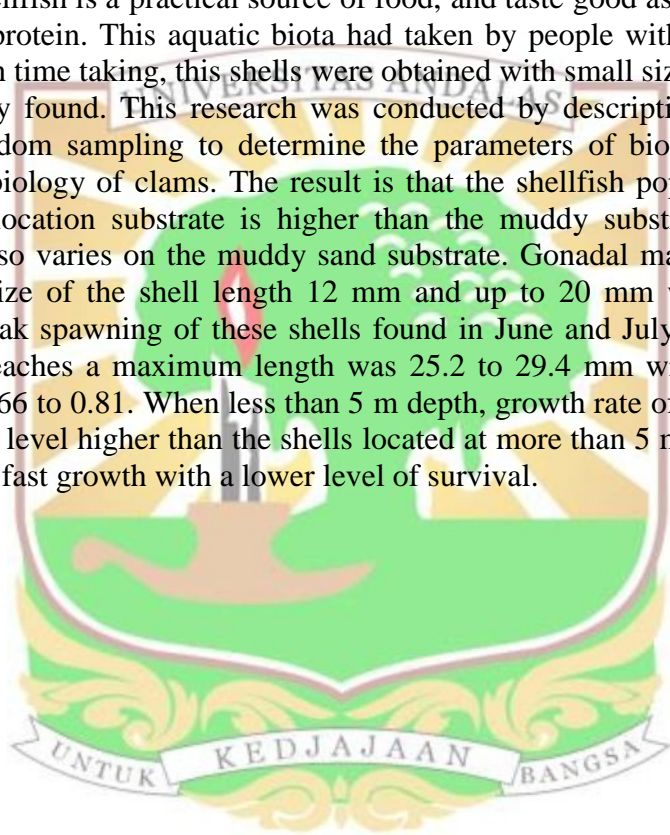 ellfish is a practical source of food, and taste good as
protein. This aquatic biota had taken by people with
n time taking, this shells were obtained with small siz
UNIVERSITAS ANDALAS
y found. This research was conducted by descripti
dom sampling to determine the parameters of bio
biology of clams. The result is that the shellfish pop
location substrate is higher than the muddy subst
so varies on the muddy sand substrate. Gonadal ma
ize of the shell length 12 mm and up to 20 mm
ak spawning of these shells found in June and July
eaches a maximum length was 25.2 to 29.4 mm wi
66 to 0.81. When less than 5 m depth, growth rate of
level higher than the shells located at more than 5 m
fast growth with a lower level of survival.
UNTUK KEDJAJAAN BANGSA